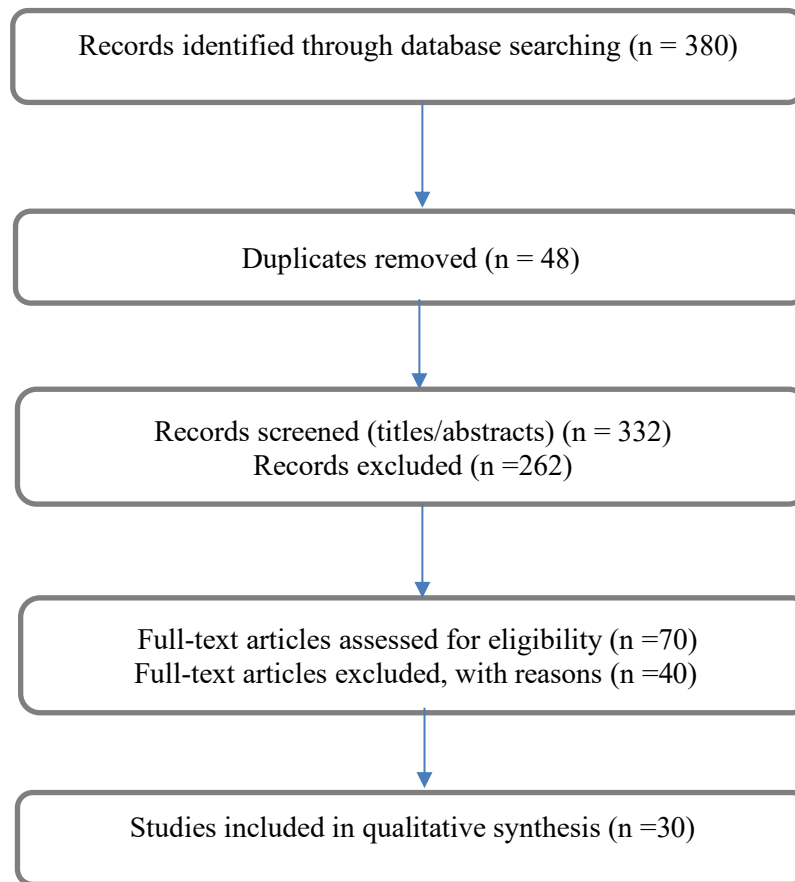 Records identified through database searching (n = 380)
Duplicates removed (n = 48)
Records screened (titles/abstracts) (n = 332)
Records excluded (n =262)
Full-text articles assessed for eligibility (n =70)
Full-text articles excluded, with reasons (n =40)
Studies included in qualitative synthesis (n =30)